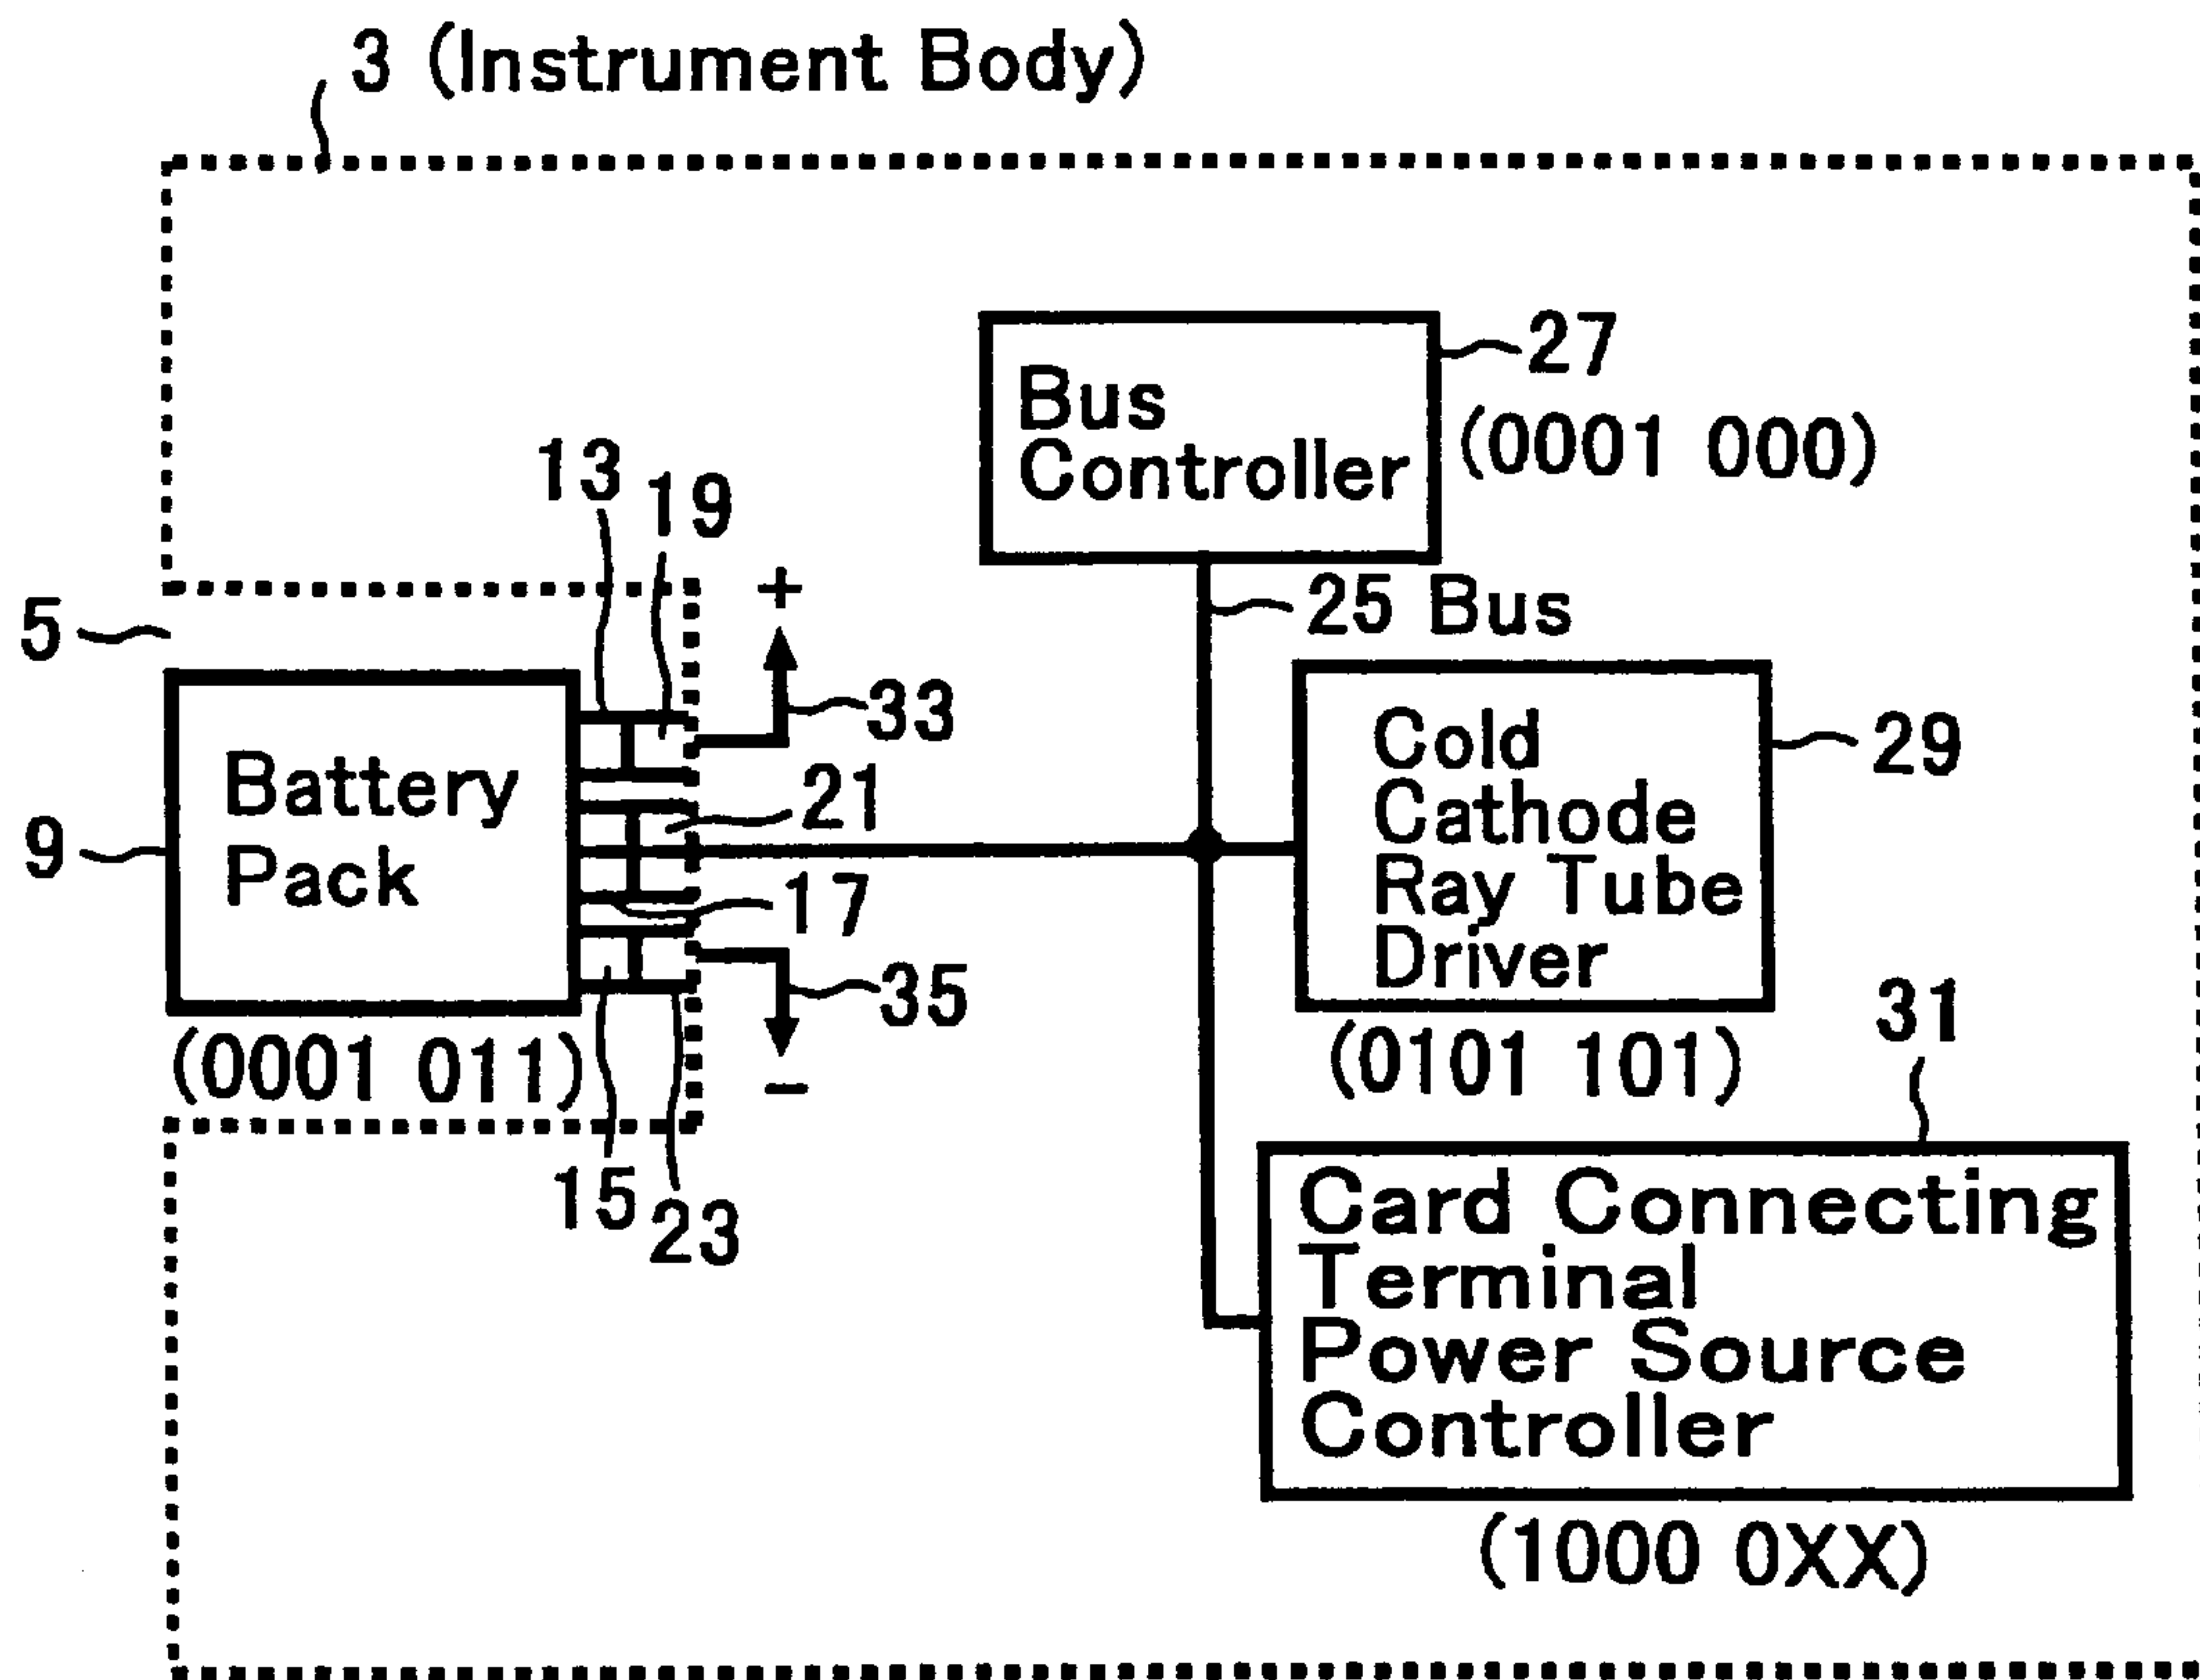 3 (Instrument Body)
Bus
Controller
27
(0001 000)
13
19
+
25 Bus
5
33
Cold
Cathode
Ray Tube
Driver
29
21
Battery
Pack
9
17
35
(0001 011)
−
(0101 101)
31
15
23
Card Connecting
Terminal
Power Source
Controller
(1000 0XX)